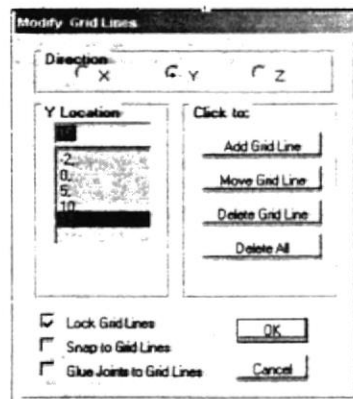 Modify Grid Lines
Direction
X Y Z
Y Location
-2.
0.
5.
10.
Click to:
Add Grid Line
Move Grid Line
Delete Grid Line
Delete All
Lock Grid Lines
Snap to Grid Lines
Glue Joints to Grid Lines
OK
Cancel